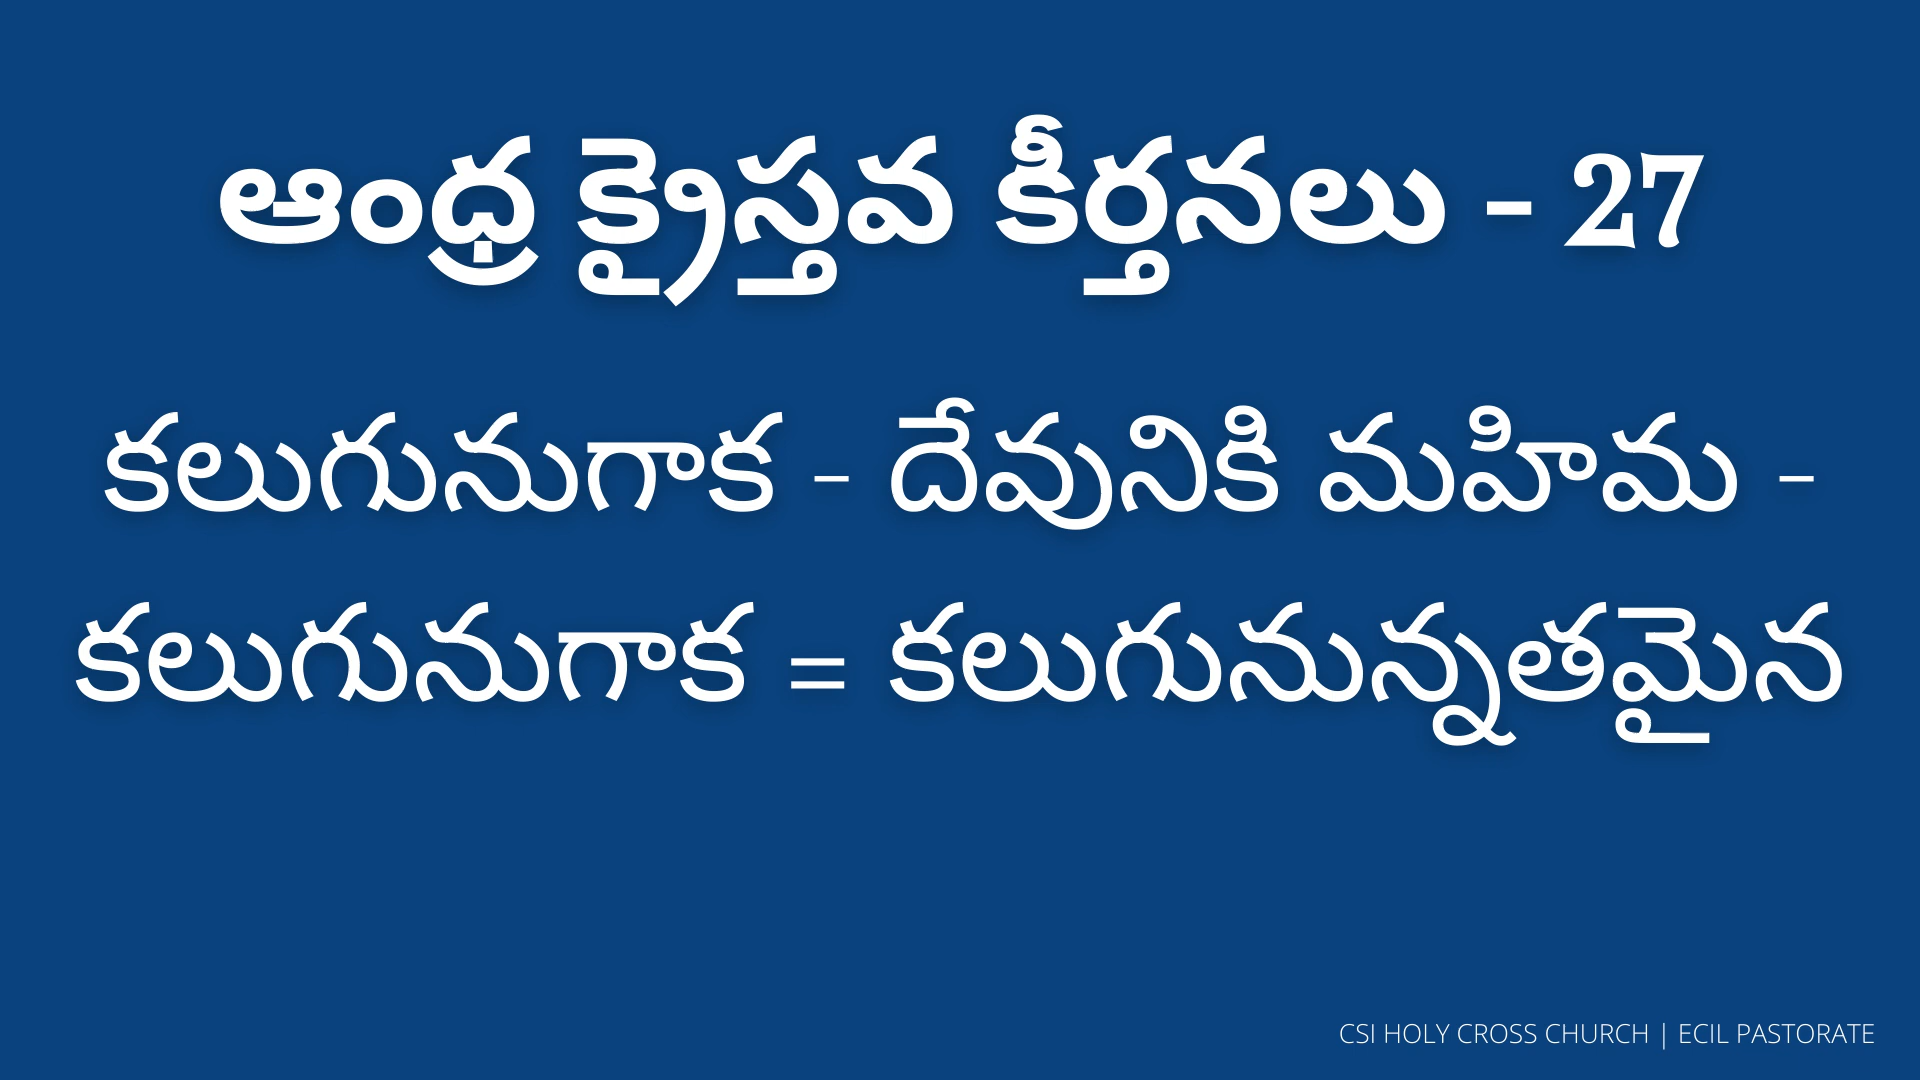 ఆంధ్ర క్రైస్తవ కీర్తనలు - 27
కలుగునుగాక - దేవునికి మహిమ -
కలుగునుగాక = కలుగునున్నతమైన
CSI HOLY CROSS CHURCH | ECIL PASTORATE